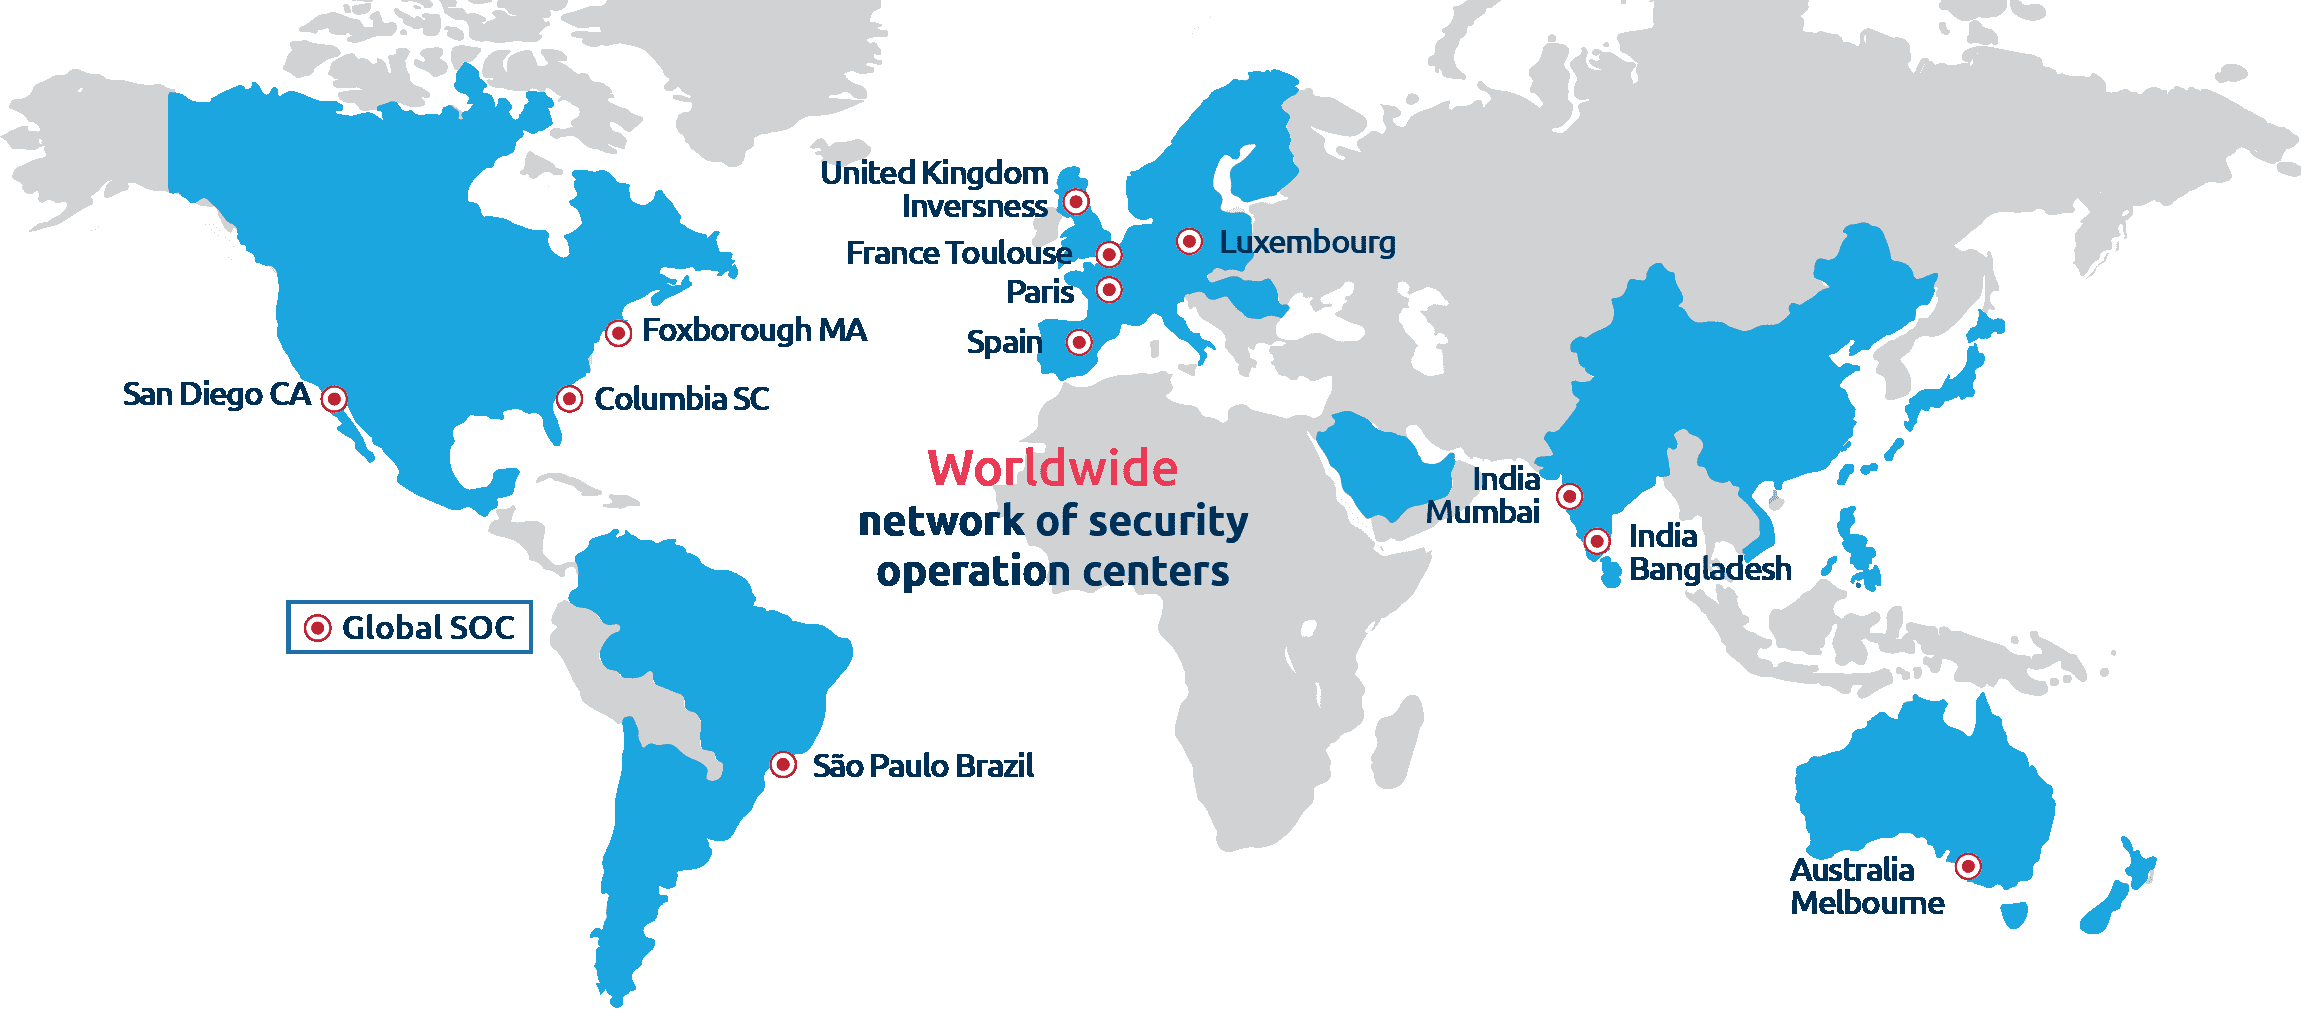 United Kingdom
Inversness
France Toulouse
Luxembourg
Paris
Foxborough MA
Spain
San Diego CA
Columbia SC
Worldwide
network of security
operation centers
India
Mumbai
India
Bangladesh
Global SOC
São Paulo Brazil
Australia
Melbourne